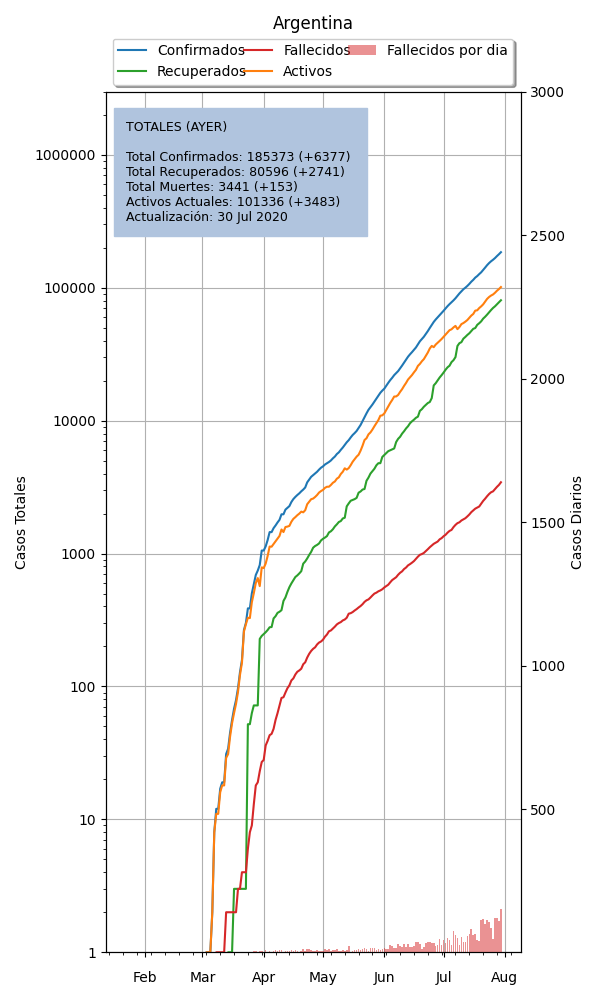 Argentina
Confirmados Fallecidos Fallecidos por dia
Recuperados Activos
TOTALES (AYER)
Total Confirmados: 185373 (+6377)
Total Recuperados: 80596 (+2741)
Total Muertes: 3441 (+153)
Activos Actuales: 101336 (+3483)
Actualización: 30 Jul 2020
Casos Totales
1000000
100000
10000
1000
100
10
1
3000
2500
2000
1500
1000
500
Casos Diarios
Feb Mar Apr May Jun Jul Aug